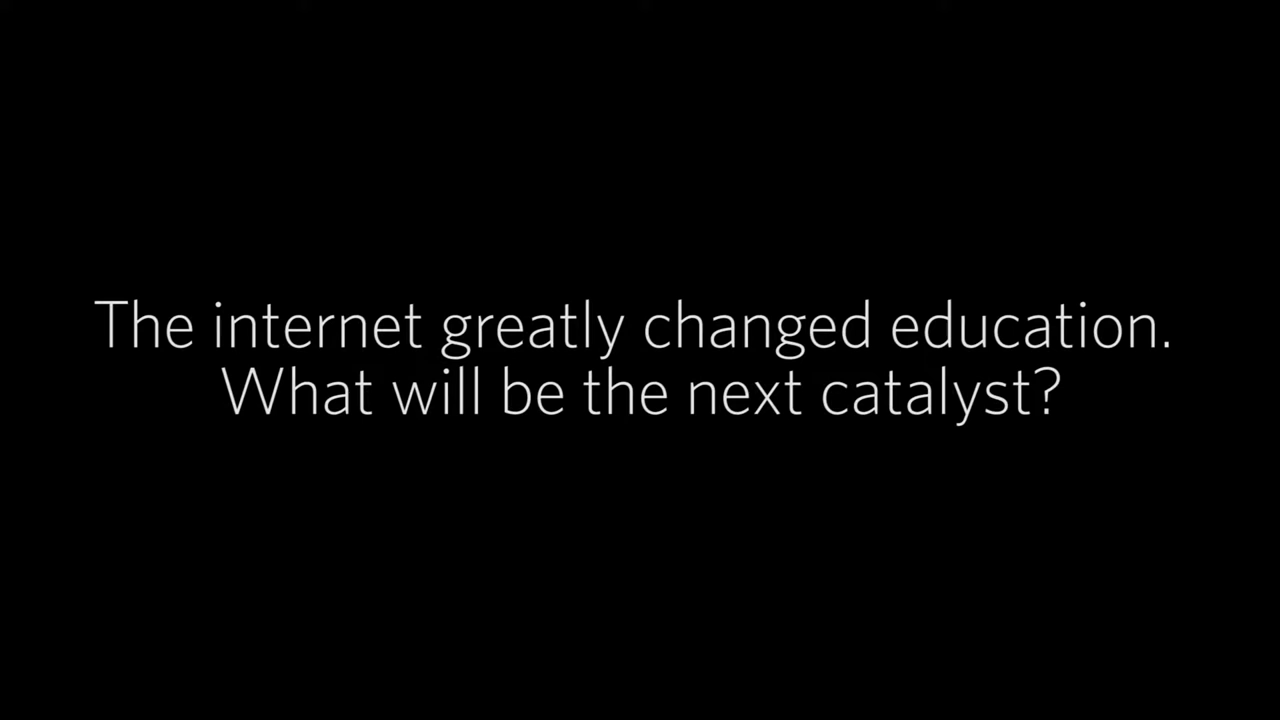 The internet greatly changed education.
What will be the next catalyst?